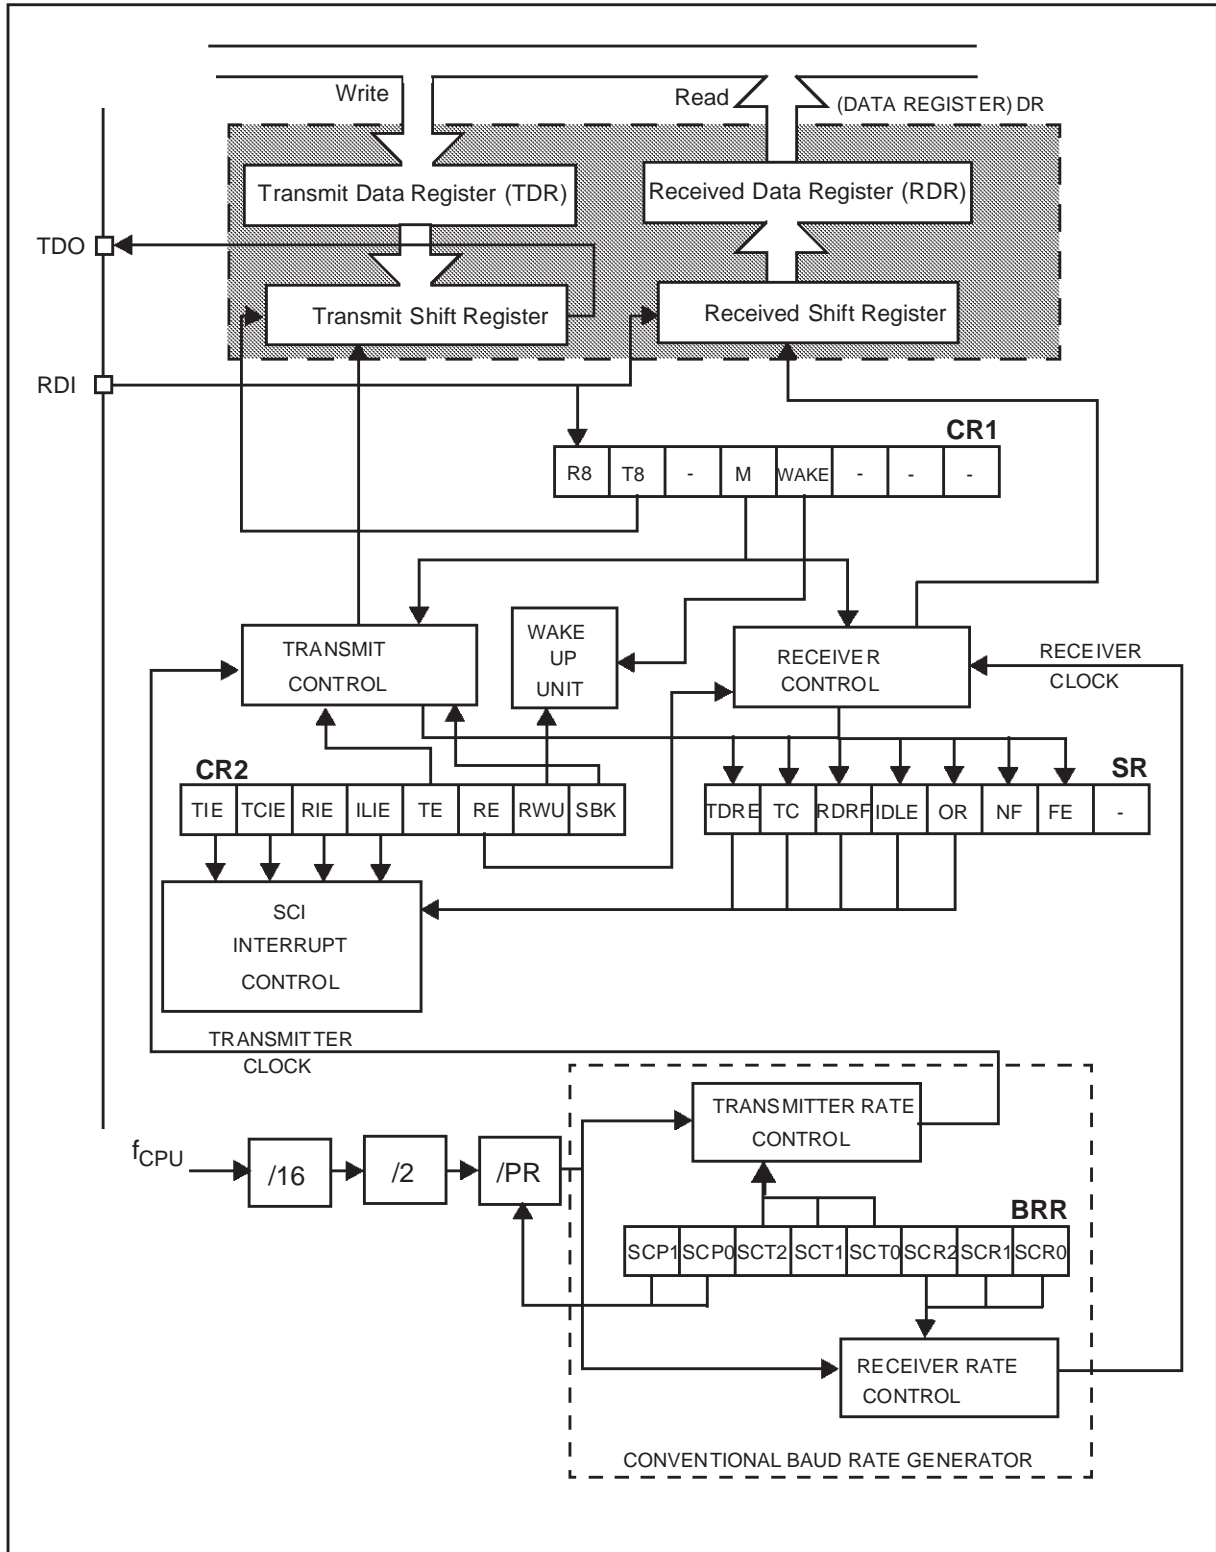 Write
Read
(DATA REGISTER) DR
Transmit Data Register (TDR)
Received Data Register (RDR)
TDO
Transmit Shift Register
Received Shift Register
RDI
CR1
R8 T8 - M WAKE - - -
TRANSMIT
CONTROL
WAKE
UP
UNIT
RECEIVER
CONTROL
RECEIVER
CLOCK
CR2
TIE TCIE RIE ILIE TE RE RWU SBK
SR
TDRE TC RDRF IDLE OR NF FE -
SCI
INTERRUPT
CONTROL
TRANSMITTER
CLOCK
TRANSMITTER RATE
CONTROL
fCPU
/16
/2
/PR
BRR
SCP1 SCP0 SCT2 SCT1 SCT0 SCR2 SCR1 SCR0
RECEIVER RATE
CONTROL
CONVENTIONAL BAUD RATE GENERATOR